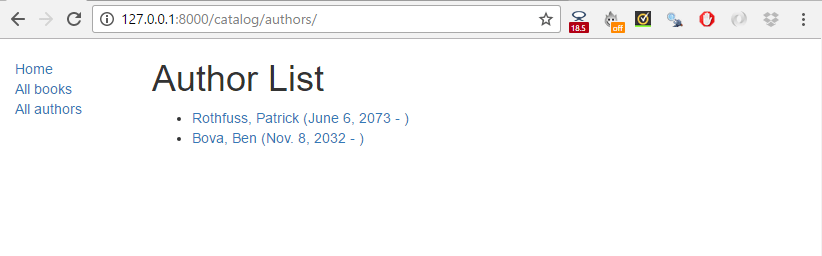 127.0.0.1:8000/catalog/authors/
18.5
off
Home
All books
All authors
Author List
Rothfuss, Patrick (June 6, 2073 - )
Bova, Ben (Nov. 8, 2032 - )